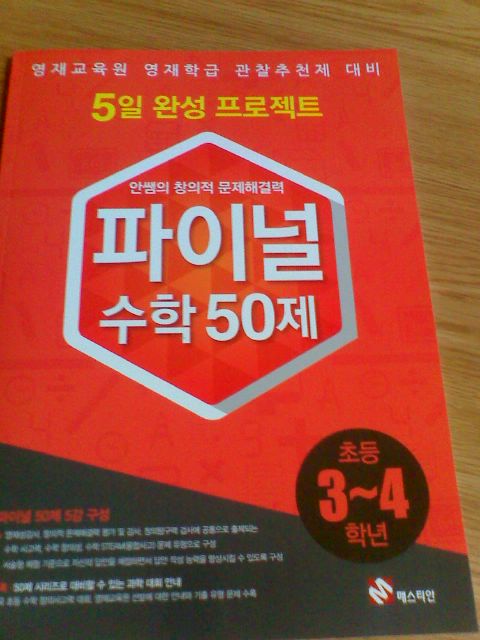 영재교육원 영재학급 관찰추천제 대비
5일 완성 프로젝트
안쌤의 창의적 문제해결력
파이널
수학 50제
초등
3~4
학년
파이널 50제 5강 구성
50제 시리즈로 대비할 수 있는 과학 대회 안내
매스티안